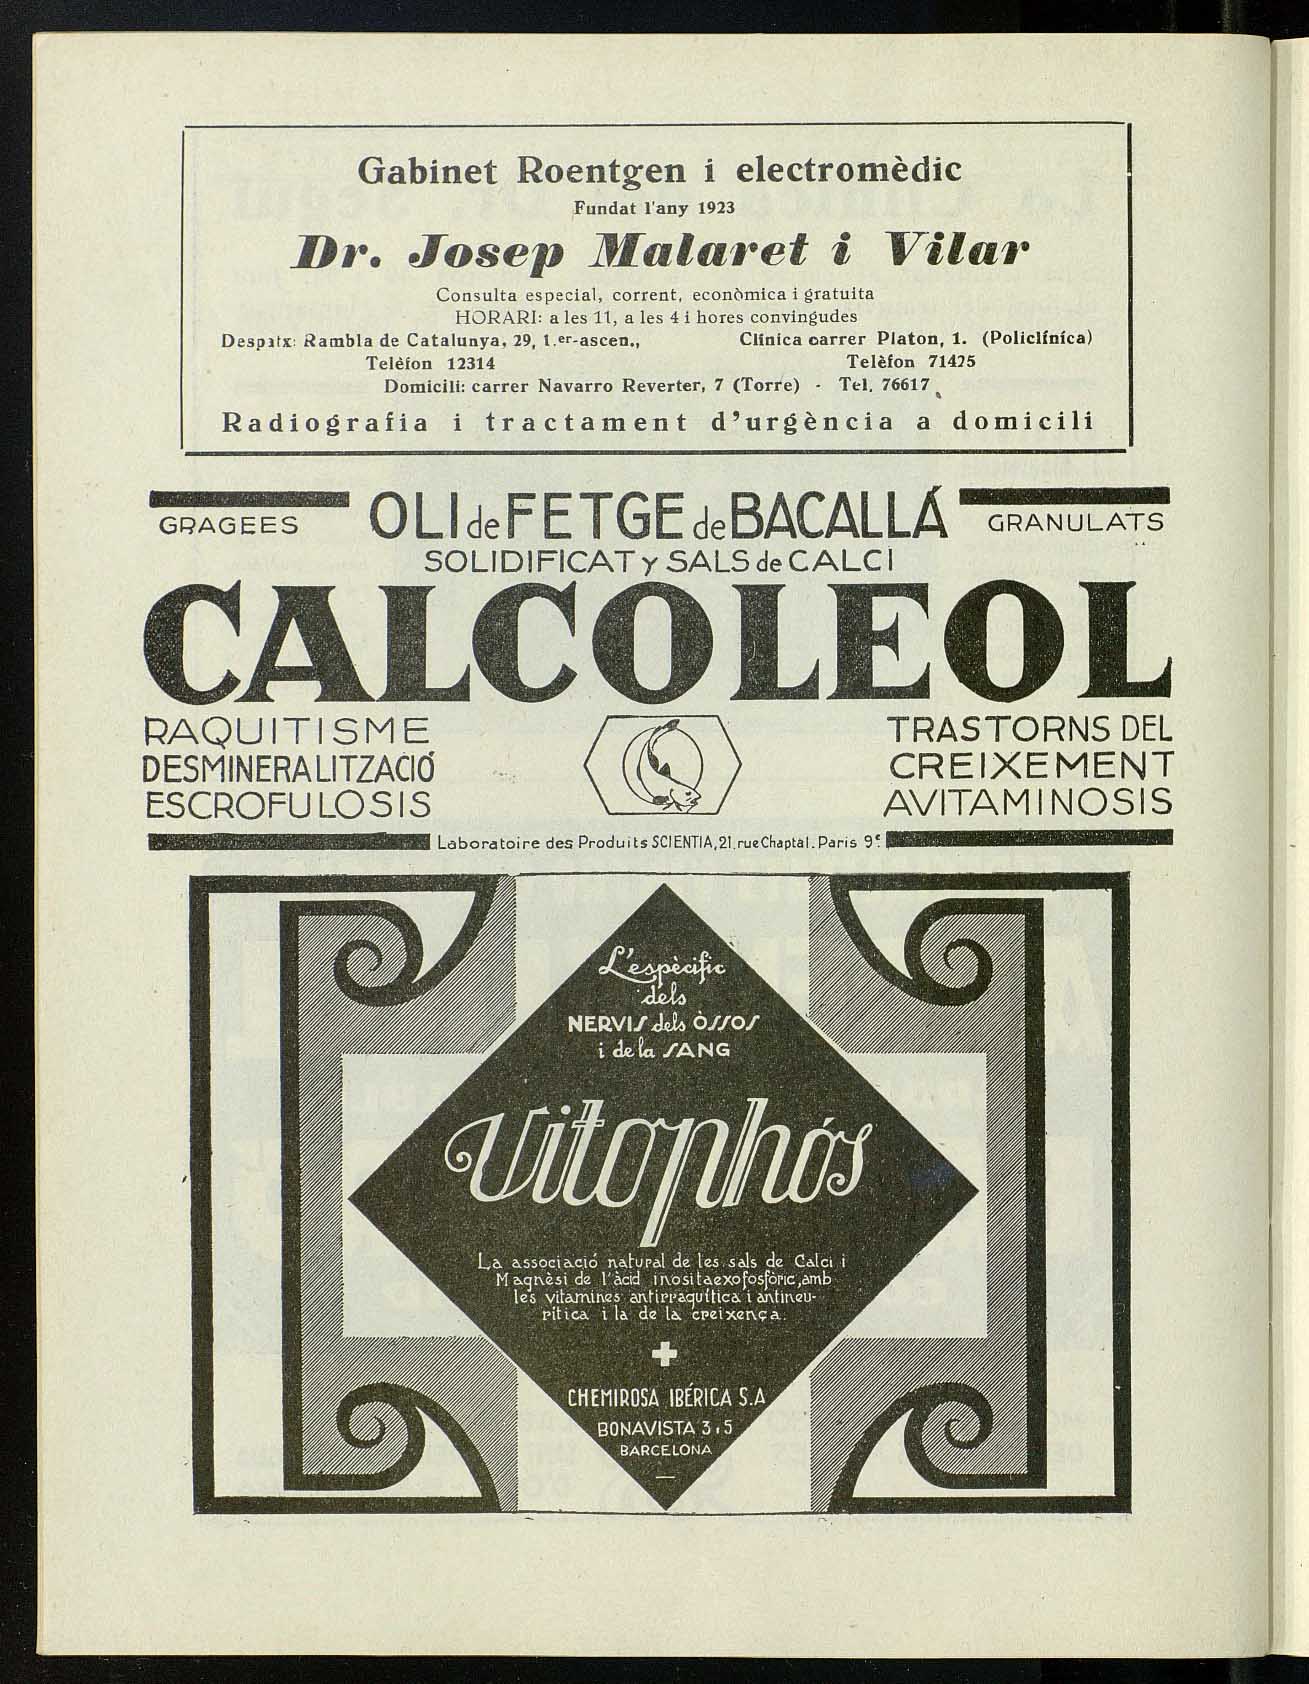 Gabinet Roentgen i electromèdic
Fundat l'any 1923
Dr. Josep Malaret i Vilar
Consulta especial, corrent, econòmica i gratuita
HORARI: a les 11, a les 4 i hores convingudes
Despatx: Rambla de Catalunya, 29, 1.er-ascen., Clínica carrer Platon, 1. (Policlínica)
Telèfon 12314 Telèfon 71425
Domicili: carrer Navarro Reverter, 7 (Torre) - Tel. 76617
Radiografia i tractament d'urgència a domicili
GRAGEES OLI de FETGE de BACALLÁ GRANULATS
SOLIDIFICAT y SALS de CALCI
CALCOLEOL
RAQUITISME TRASTORNS DEL
DESMINERALITZACIÓ CREIXEMENT
ESCROFULOSIS AVITAMINOSIS
Laboratoire des Produits SCIENTIA, 21. rue Chaptal. Paris 9e
L'espècific
dels
NERVIS dels ÒSSOS
i de la SANG
Vitophós
La associació natural de les sals de Calci i
Magnèsi de l'àcid inositaexofosfòric, amb
les vitamines antirraquítica i antineu-
rítica i la de la creixença.
CHEMIROSA IBÉRICA S.A
BONAVISTA 3 i 5
BARCELONA